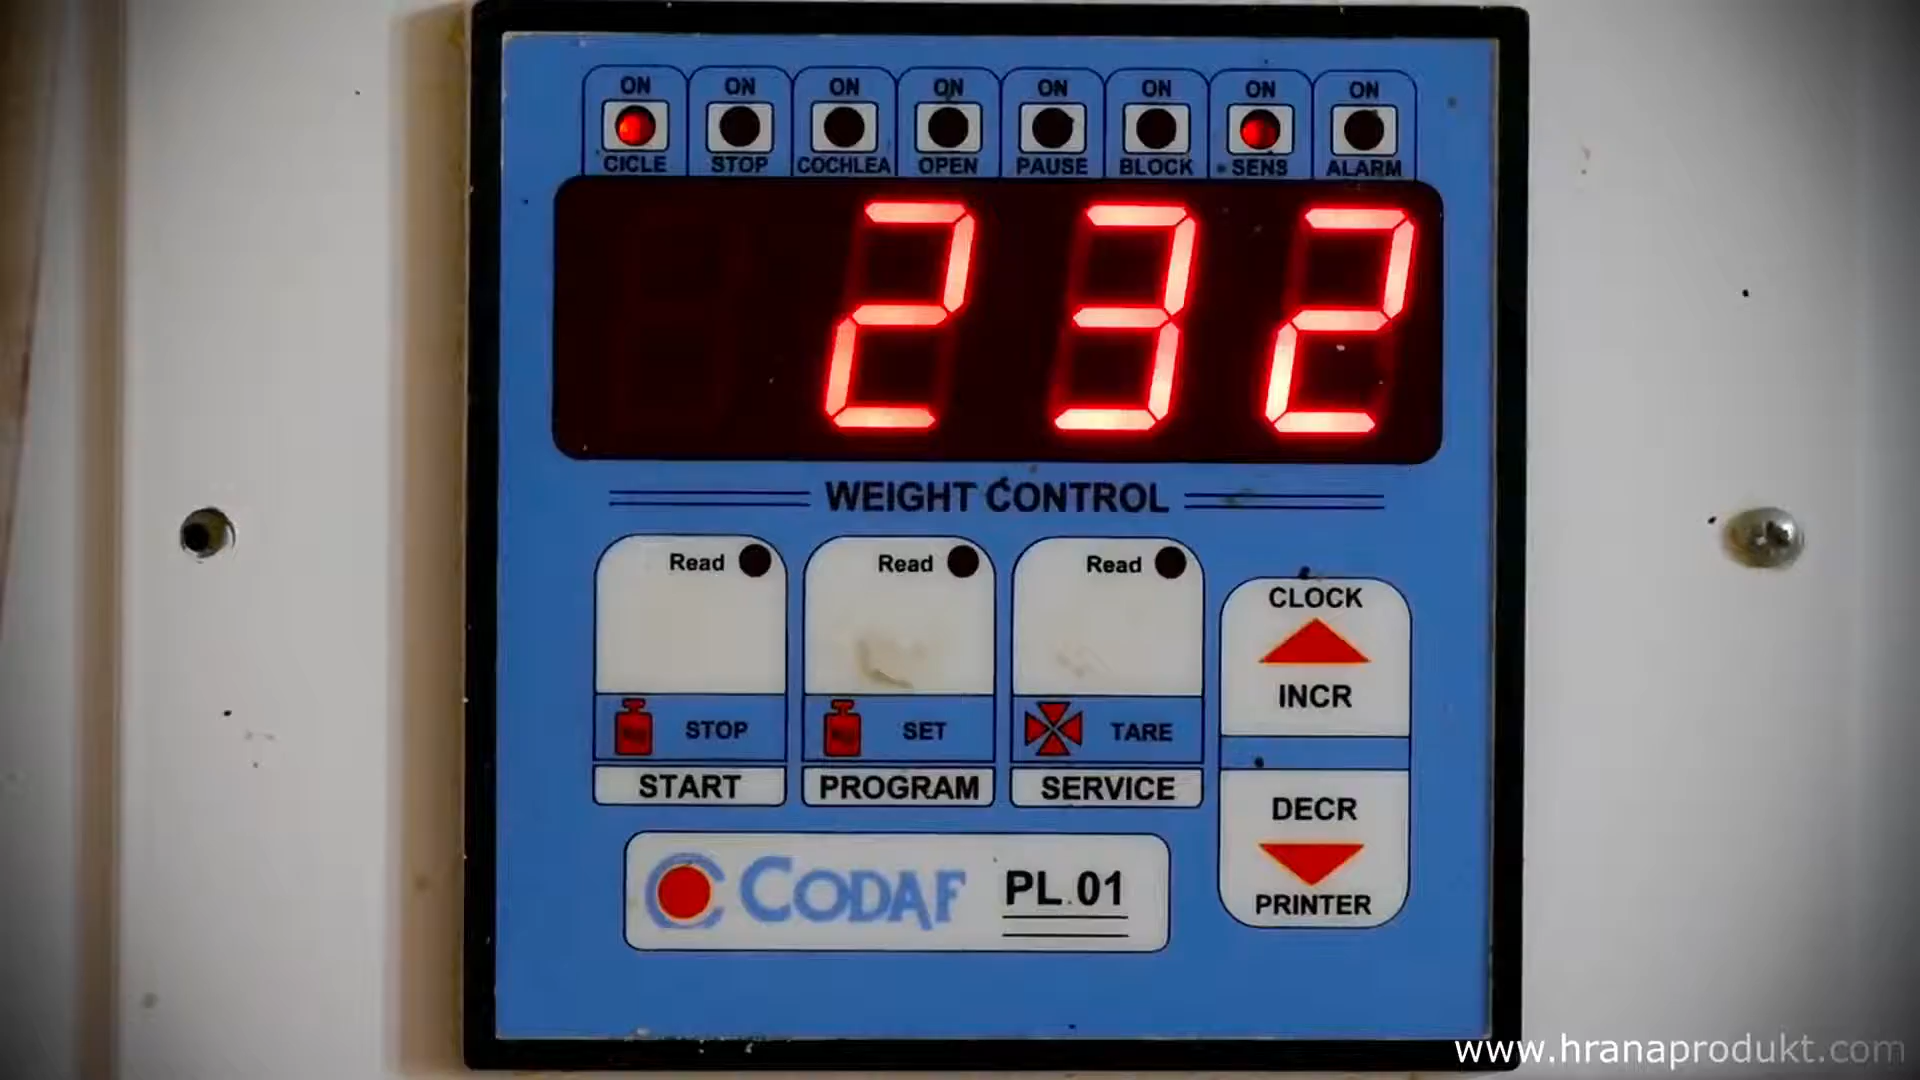 ON ON ON ON ON ON ON ON
CICLE STOP COCHLEA OPEN PAUSE BLOCK SENS ALARM
232
WEIGHT CONTROL
Read Read Read
CLOCK
INCR
STOP SET TARE
START PROGRAM SERVICE
DECR
PRINTER
CODAF PL.01
www.hranaprodukt.com